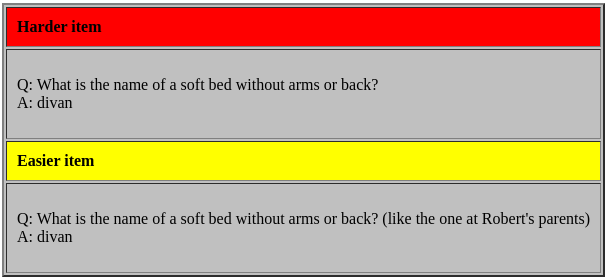 Harder item
Q: What is the name of a soft bed without arms or back?
A: divan
Easier item
Q: What is the name of a soft bed without arms or back? (like the one at Robert's parents)
A: divan